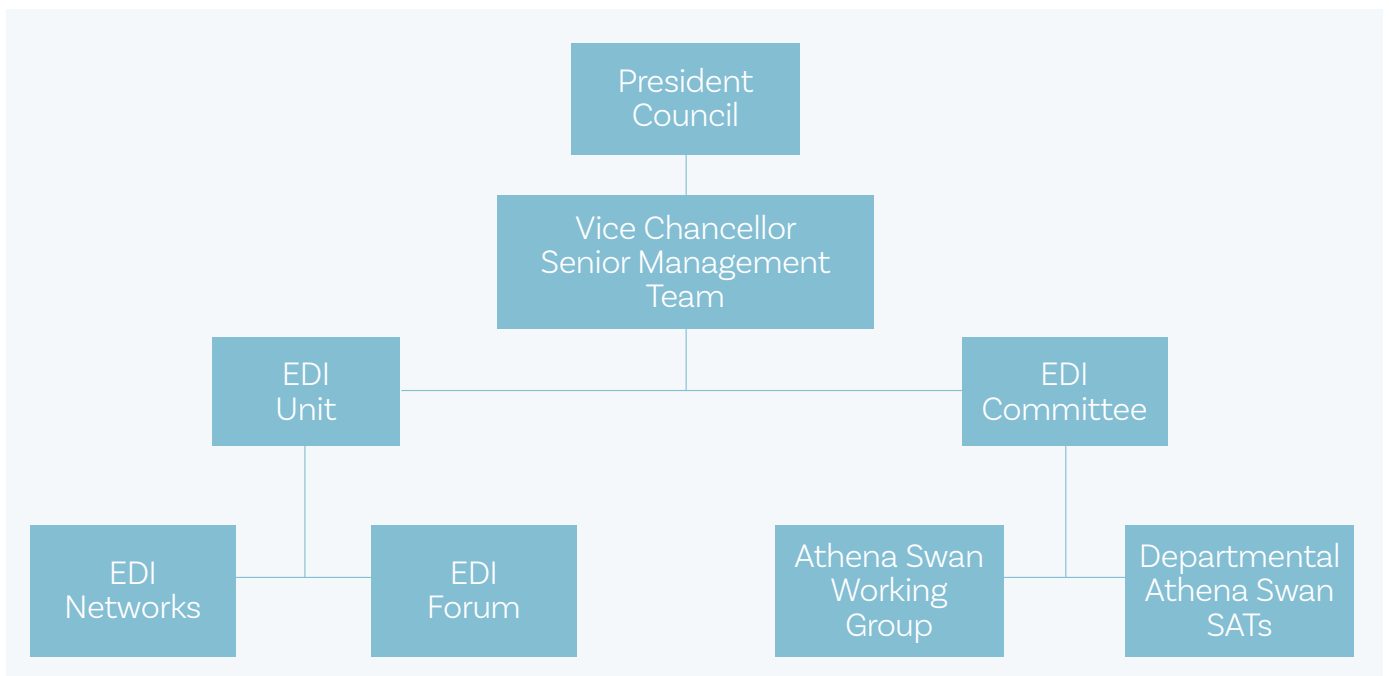 President
Council
Vice Chancellor
Senior Management
Team
EDI
Unit
EDI
Committee
EDI
Networks
EDI
Forum
Athena Swan
Working
Group
Departmental
Athena Swan
SATs